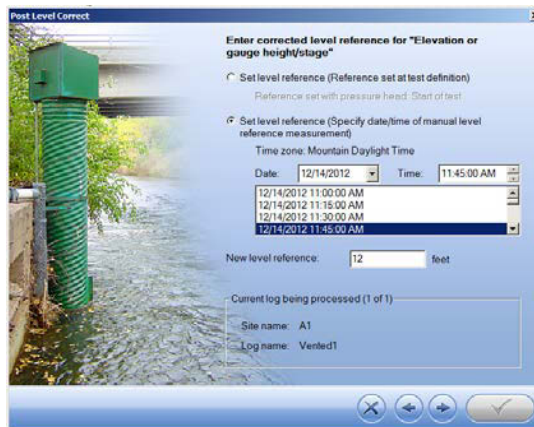 Post Level Correct
Enter corrected level reference for "Elevation or
gauge height/stage"
Set level reference (Reference set at test definition)
Reference set with pressure head: Start of test
Set level reference (Specify date/time of manual level
reference measurement)
Time zone: Mountain Daylight Time
Date: 12/14/2012 Time: 11:45:00 AM
12/14/2012 11:00:00 AM
12/14/2012 11:15:00 AM
12/14/2012 11:30:00 AM
12/14/2012 11:45:00 AM
New level reference: 12 feet
Current log being processed (1 of 1)
Site name: A1
Log name: Vented1